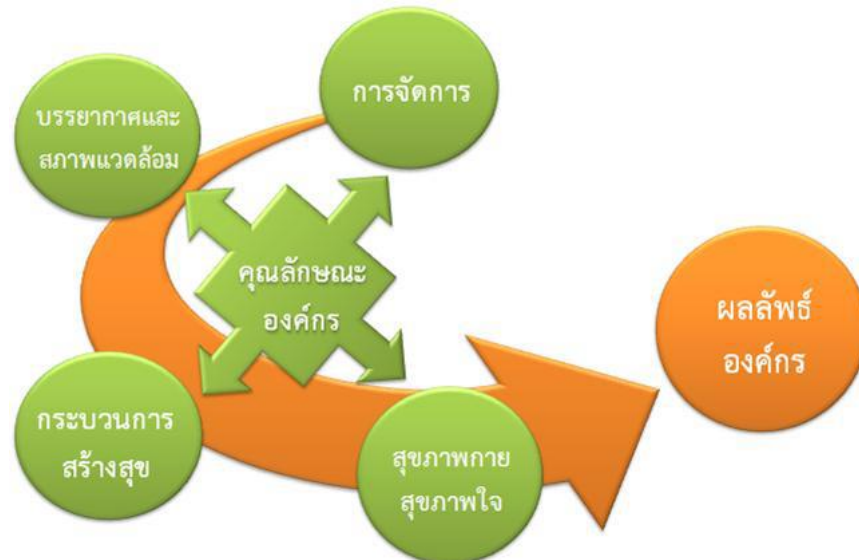 การจัดการ
บรรยากาศและ
สภาพแวดล้อม
คุณลักษณะ
องค์กร
ผลลัพธ์
องค์กร
กระบวนการ
สร้างสุข
สุขภาพกาย
สุขภาพใจ